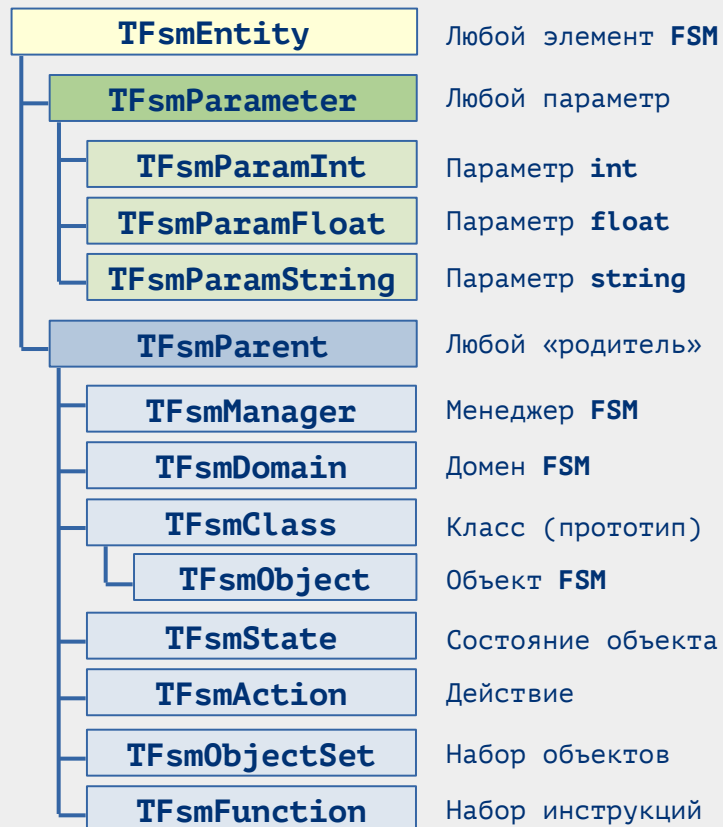 TFsmEntity Любой элемент FSM
TFsmParameter Любой параметр
TFsmParamInt Параметр int
TFsmParamFloat Параметр float
TFsmParamString Параметр string
TFsmParent Любой «родитель»
TFsmManager Менеджер FSM
TFsmDomain Домен FSM
TFsmClass Класс (прототип)
TFsmObject Объект FSM
TFsmState Состояние объекта
TFsmAction Действие
TFsmObjectSet Набор объектов
TFsmFunction Набор инструкций